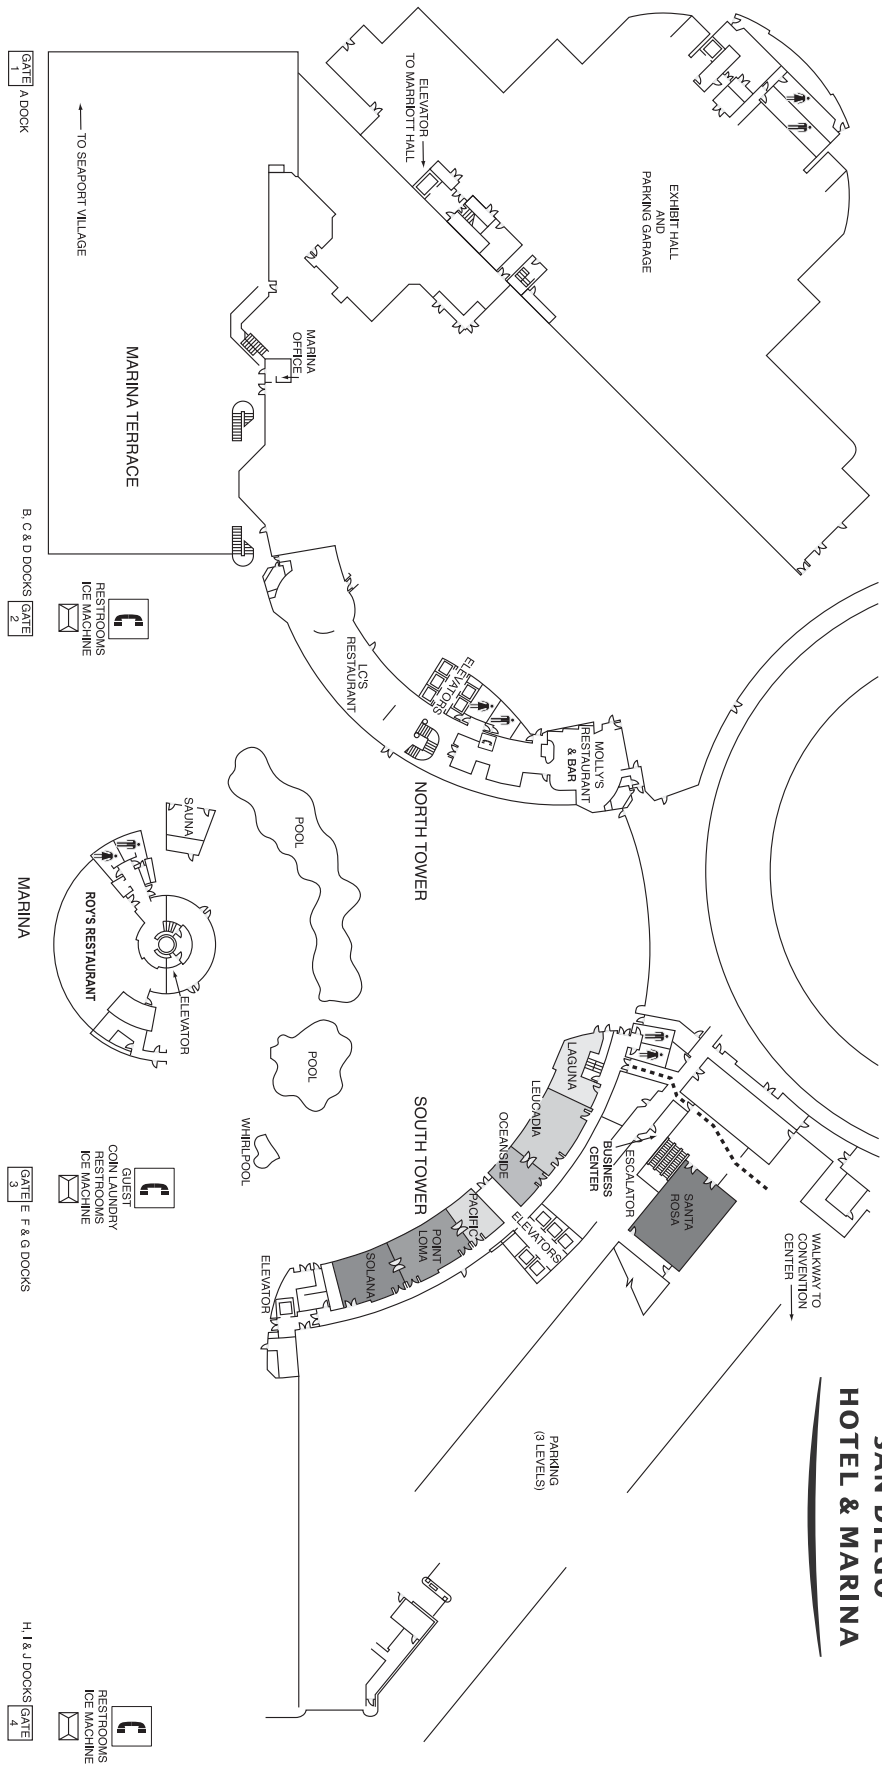 SAN DIEGO
HOTEL & MARINA
EXHIBIT HALL
AND
PARKING GARAGE
ELEVATOR
TO MARRIOTT HALL
WALKWAY TO
CONVENTION
CENTER
SANTA
ROSA
ESCALATOR
BUSINESS
CENTER
MOLLY'S
RESTAURANT
& BAR
LAGUNA
LEUCADIA
OCEANSIDE
ELEVATORS
PARKING
(3 LEVELS)
ELEVATORS
PACIFIC
POINT
LOMA
SOLANA
ELEVATOR
NORTH TOWER
SOUTH TOWER
LC'S
RESTAURANT
MARINA
OFFICE
POOL
POOL
WHIRLPOOL
SAUNA
ELEVATOR
ROY'S RESTAURANT
MARINA TERRACE
TO SEAPORT VILLAGE
MARINA
RESTROOMS
ICE MACHINE
GUEST
COIN LAUNDRY
RESTROOMS
ICE MACHINE
RESTROOMS
ICE MACHINE
GATE
1
A DOCK
B, C & D DOCKS
GATE
2
GATE
3
E F & G DOCKS
H, I & J DOCKS
GATE
4